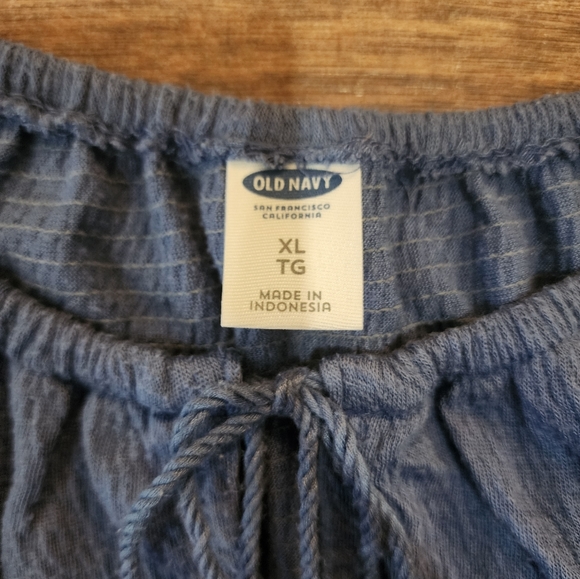 OLD NAVY
SAN FRANCISCO
CALIFORNIA
XL
TG
MADE IN
INDONESIA